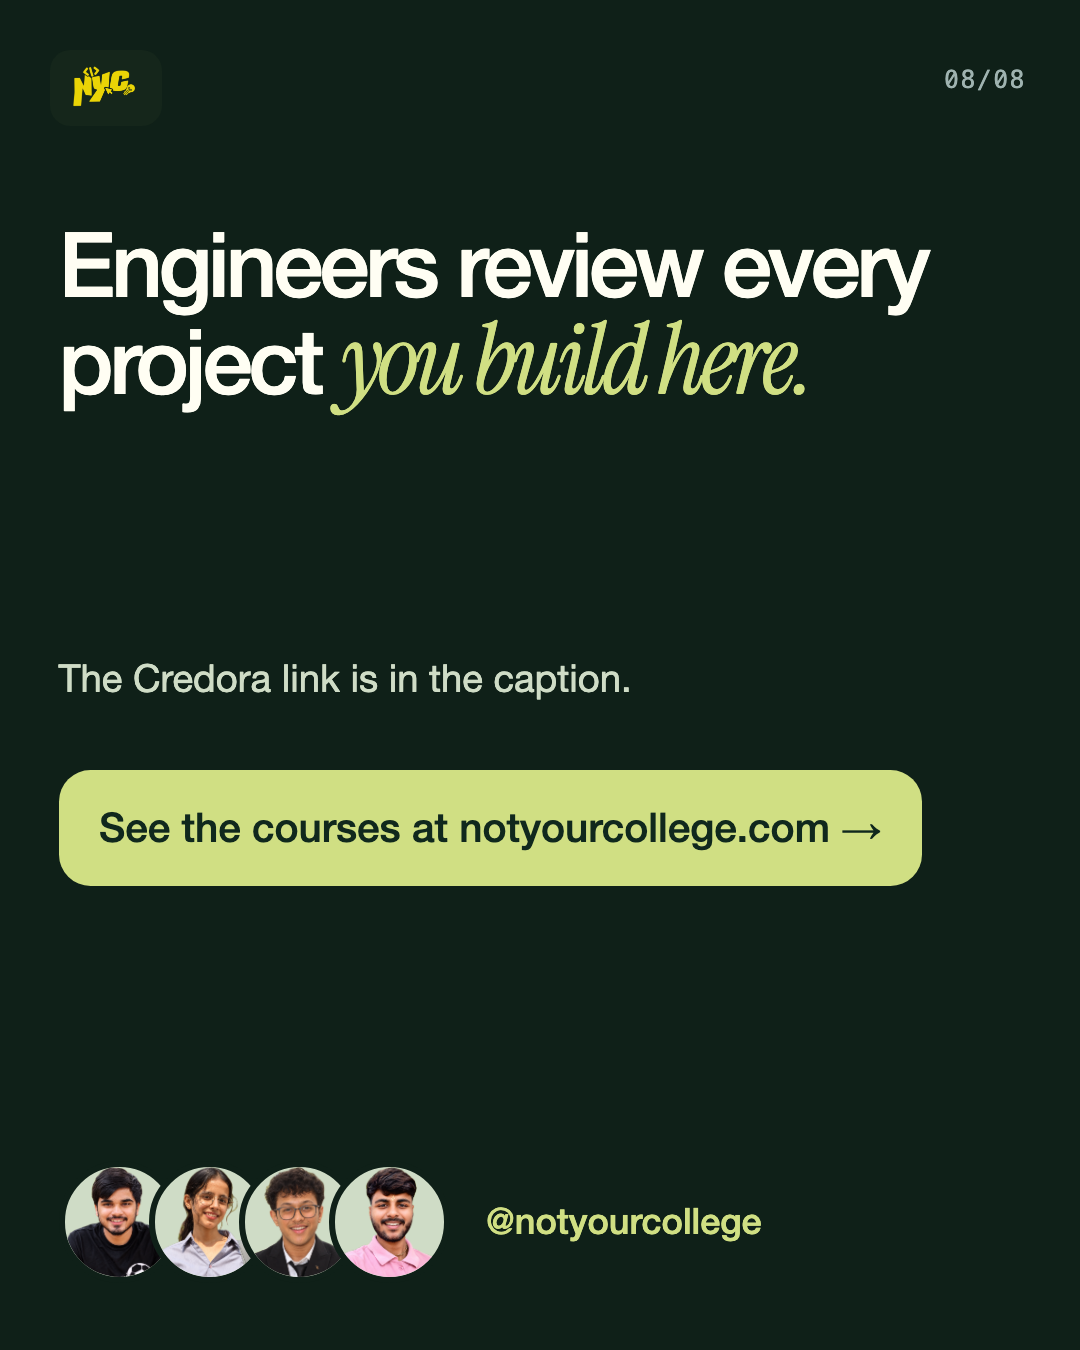 NYC
08/08
Engineers review every
project you build here.
The Credora link is in the caption.
See the courses at notyourcollege.com →
@notyourcollege